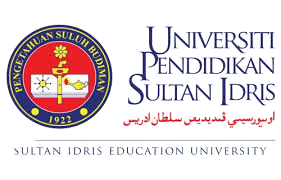 PENGETAHUAN SULUH BUDIMAN
1922
UNIVERSITI
PENDIDIKAN
SULTAN IDRIS
اونيۏرسيتي ڤنديديقن سلطان ادريس
SULTAN IDRIS EDUCATION UNIVERSITY